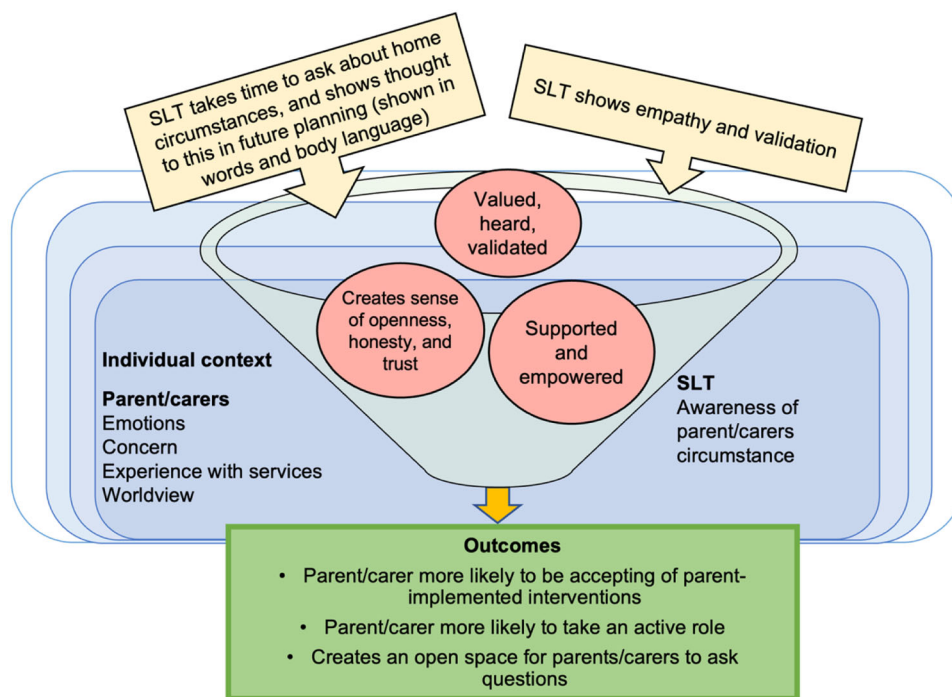 SLT takes time to ask about home
circumstances, and shows thought
to this in future planning (shown in
words and body language)
SLT shows empathy and validation
Valued,
heard,
validated
Creates sense
of openness,
honesty, and
trust
Supported
and
empowered
Individual context
Parent/carers
Emotions
Concern
Experience with services
Worldview
SLT
Awareness of
parent/carers
circumstance
Outcomes
• Parent/carer more likely to be accepting of parent-
implemented interventions
• Parent/carer more likely to take an active role
• Creates an open space for parents/carers to ask
questions